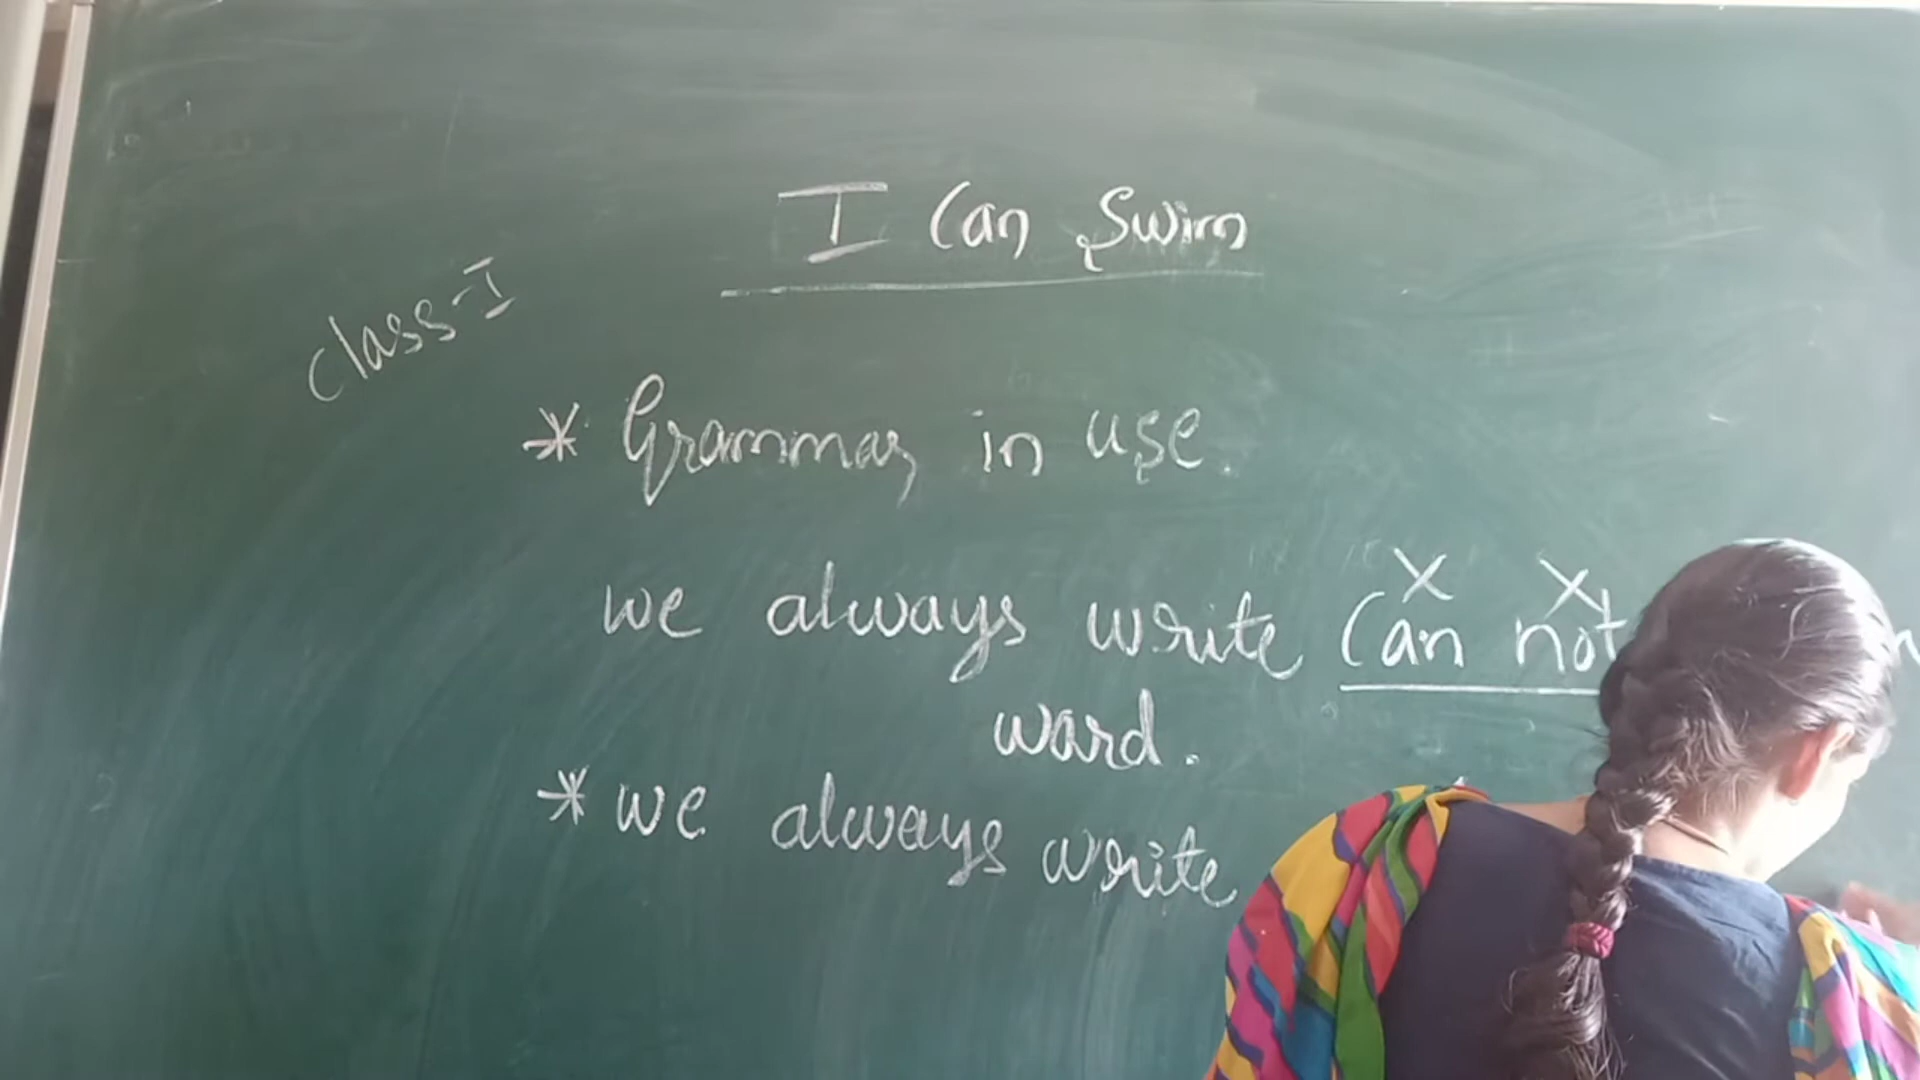 I Can Swim
Class-I
* Grammar in use.
we always write Can not
X X
ward.
* we always write